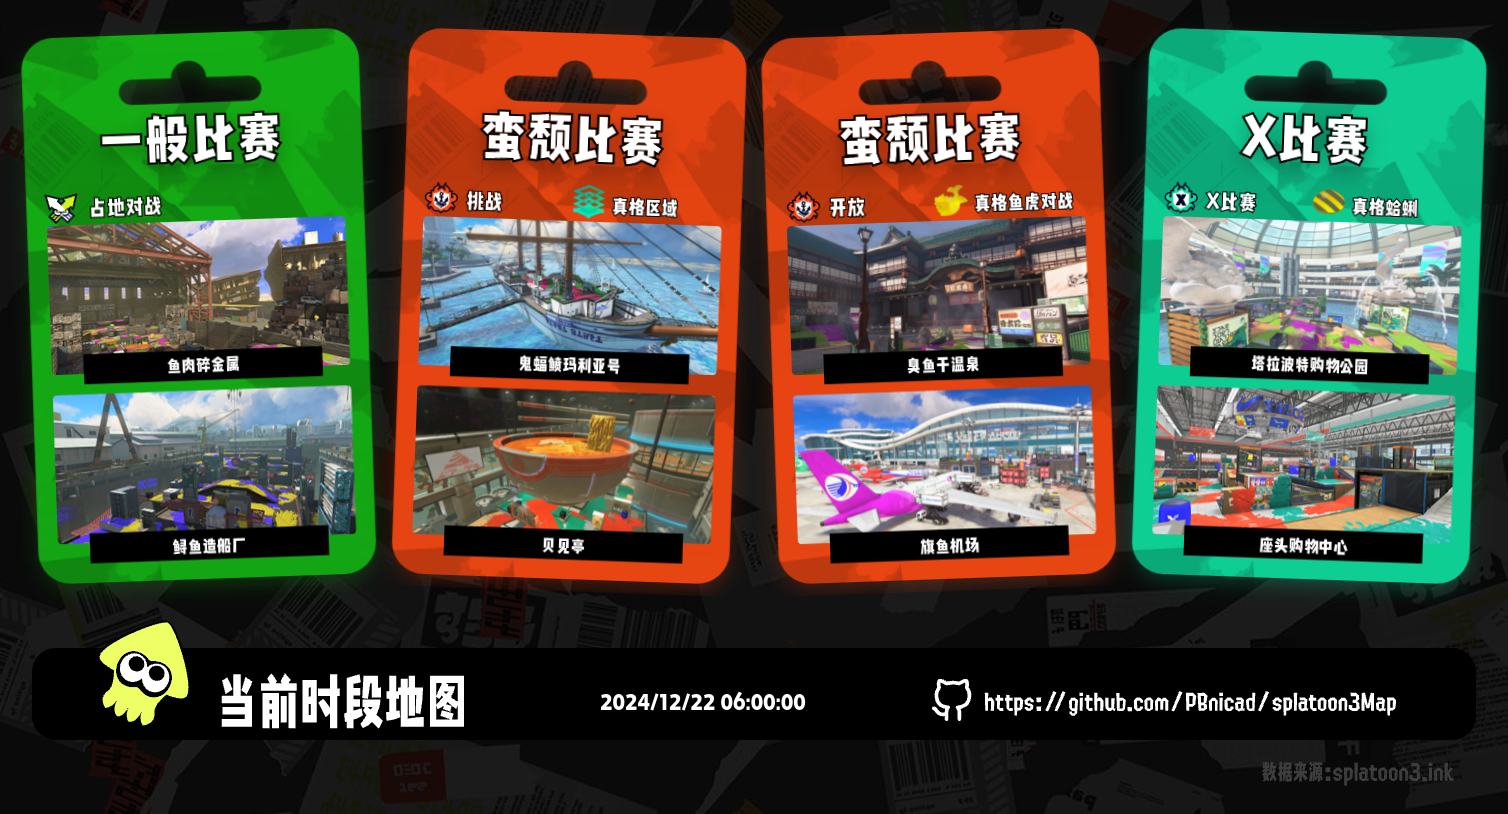 一般比赛
占地对战
鱼肉碎金属
鲟鱼造船厂
蛮颓比赛
挑战
真格区域
鬼蝠鲼玛利亚号
贝见亭
蛮颓比赛
开放
真格鱼虎对战
臭鱼干温泉
旗鱼机场
X比赛
X比赛
真格蛤蜊
塔拉波特购物公园
座头购物中心
当前时段地图
2024/12/22 06:00:00
https://github.com/PBnicad/splatoon3Map
数据来源:splatoon3.ink